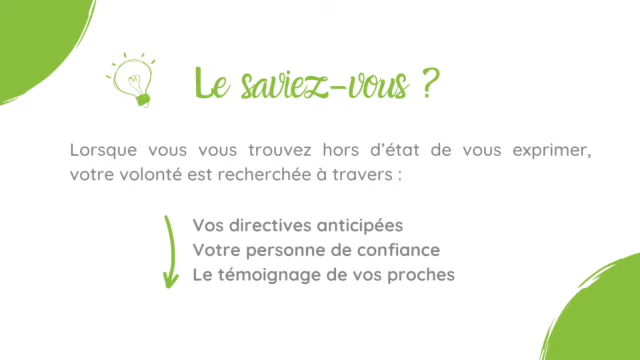 Le saviez-vous ?
Lorsque vous vous trouvez hors d'état de vous exprimer,
votre volonté est recherchée à travers :
Vos directives anticipées
Votre personne de confiance
Le témoignage de vos proches